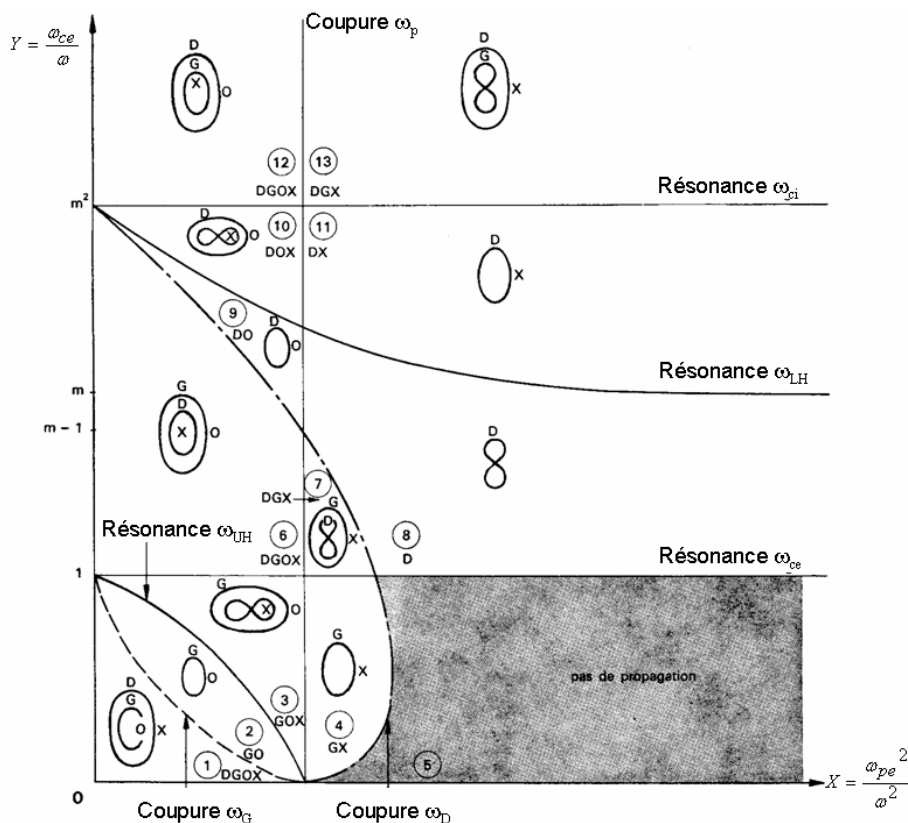 Coupure ω_p
Y = ω_ce / ω
D
G
X
O
D
G
X
12
13
DGOX
DGX
Résonance ω_ci
m²
D
X
O
10
11
DOX
DX
D
X
9
DO
D
O
Résonance ω_LH
m
m – 1
G
D
X
O
D
7
DGX
G
D
X
Résonance ω_UH
6
DGOX
8
D
Résonance ω_ce
1
G
X
O
G
O
G
X
pas de propagation
D
G
O
X
3
GOX
2
GO
4
GX
1
DGOX
5
0
X = ω_pe² / ω²
Coupure ω_G
Coupure ω_D